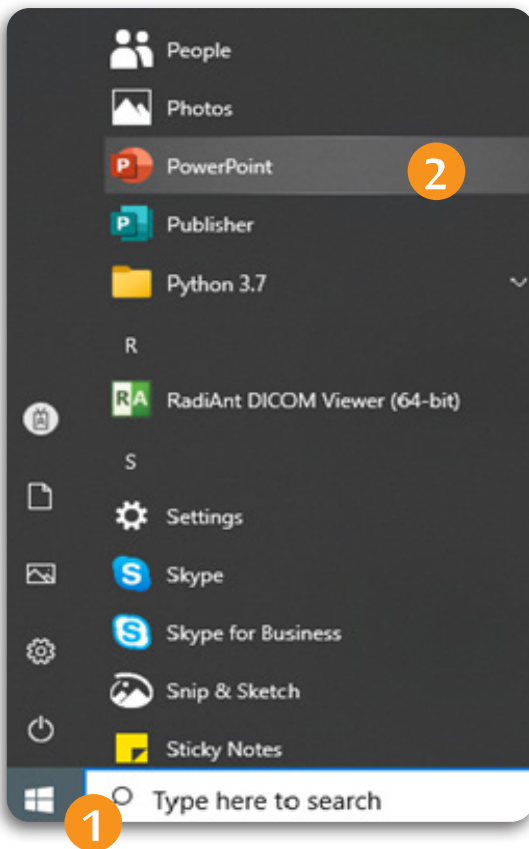 People
Photos
P PowerPoint 2
P Publisher
Python 3.7
R
RA RadiAnt DICOM Viewer (64-bit)
S
Settings
S Skype
S Skype for Business
Snip & Sketch
Sticky Notes
Type here to search
1